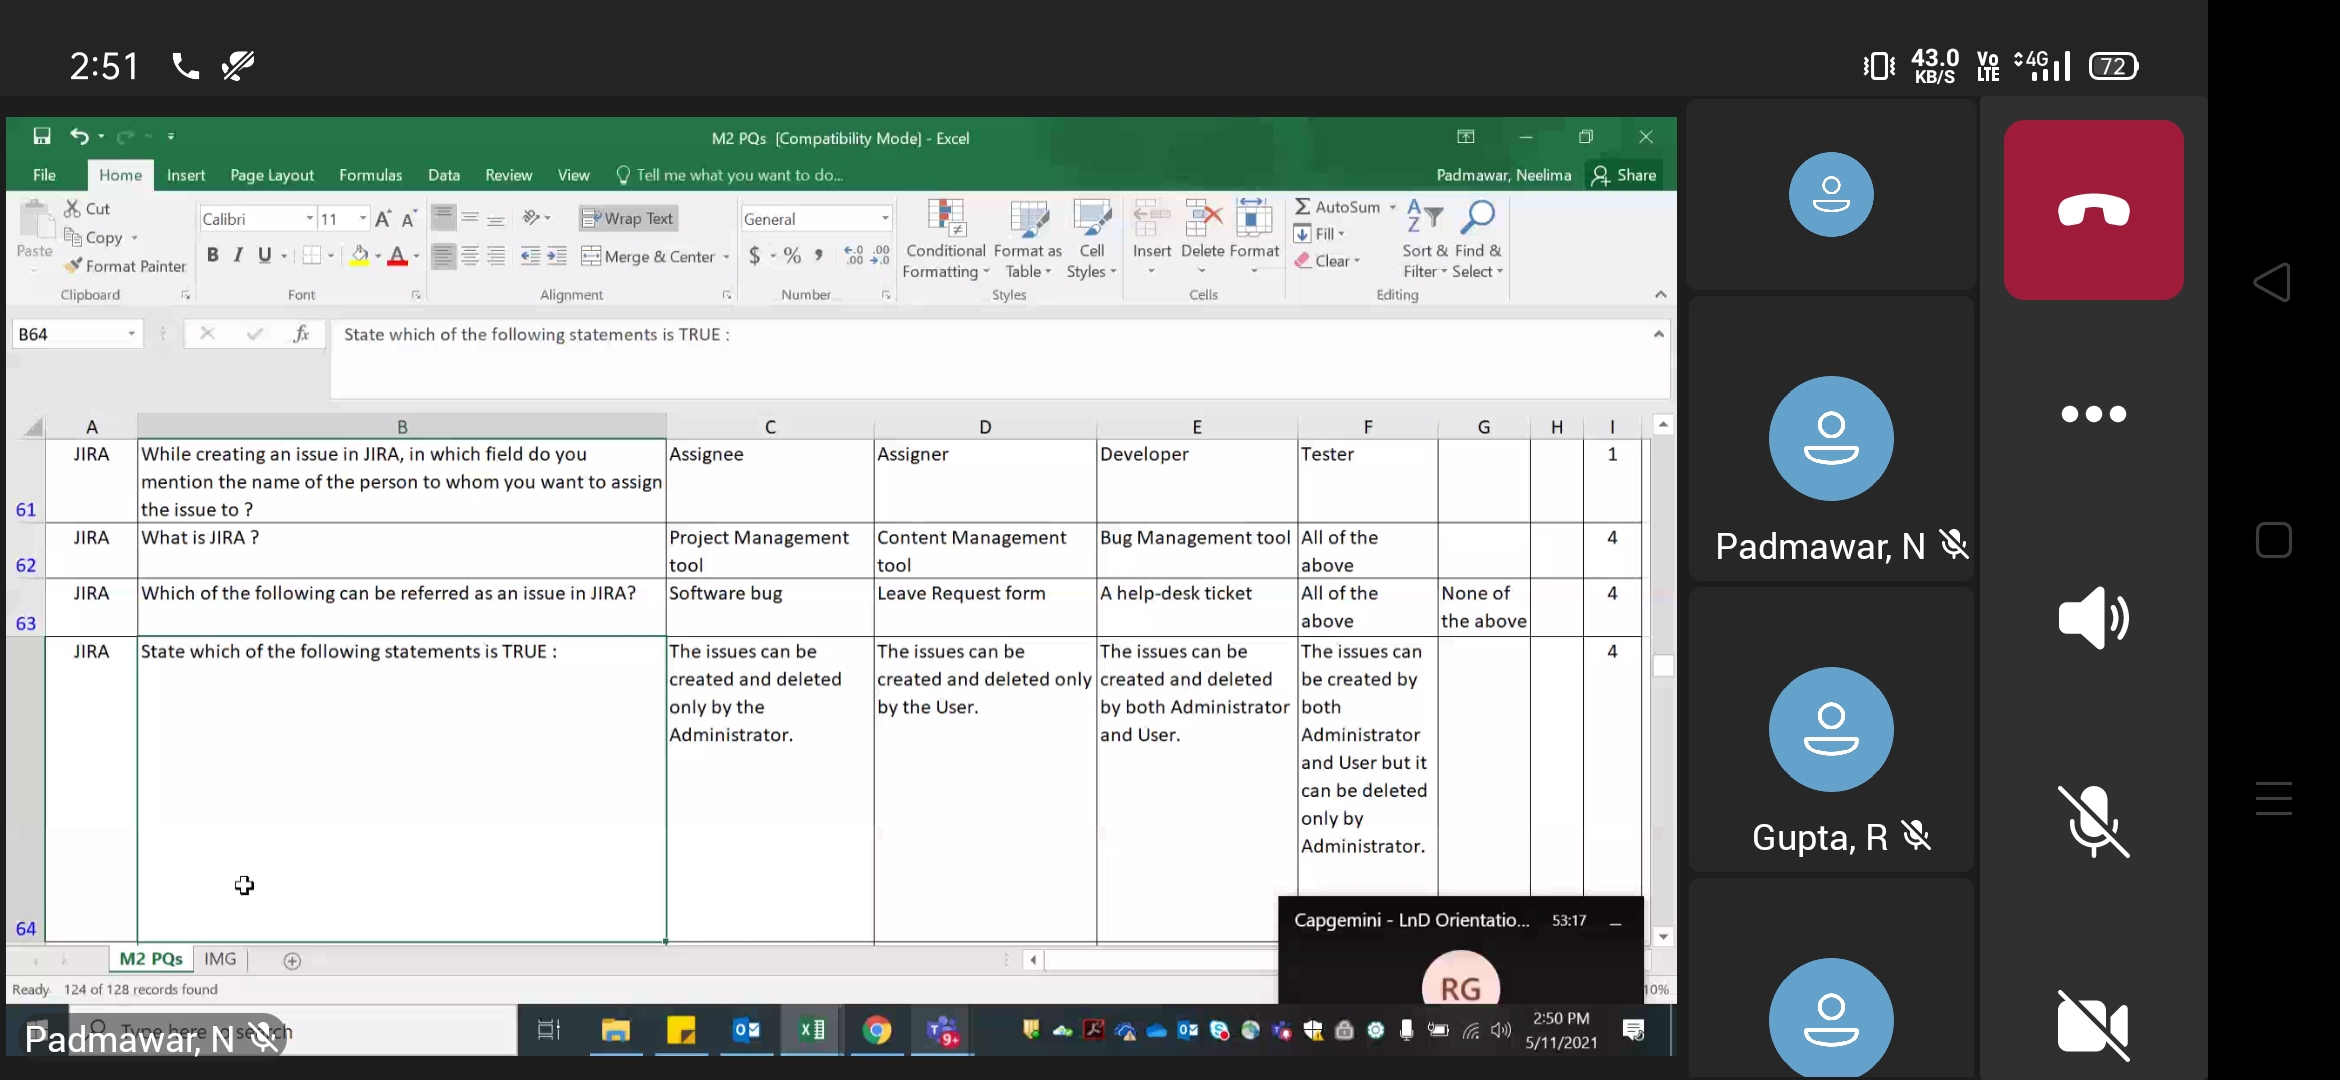 2:51
43.0
KB/S
Vo
LTE
4G
72
M2 PQs [Compatibility Mode] - Excel
File Home Insert Page Layout Formulas Data Review View Tell me what you want to do... Padmawar, Neelima Share
Paste
Cut
Copy
Format Painter
Clipboard
Calibri 11
B I U
Font
Wrap Text
Merge & Center
Alignment
General
$ % ,
Number
Conditional Formatting
Format as Table
Cell Styles
Styles
Insert Delete Format
Cells
AutoSum
Fill
Clear
Sort & Filter
Find & Select
Editing
B64 fx State which of the following statements is TRUE :
A B C D E F G H I
61 JIRA
While creating an issue in JIRA, in which field do you
mention the name of the person to whom you want to assign
the issue to ?
Assignee
Assigner
Developer
Tester
1
62 JIRA
What is JIRA ?
Project Management
tool
Content Management
tool
Bug Management tool
All of the
above
4
63 JIRA
Which of the following can be referred as an issue in JIRA?
Software bug
Leave Request form
A help-desk ticket
All of the
above
None of
the above
4
64 JIRA
State which of the following statements is TRUE :
The issues can be
created and deleted
only by the
Administrator.
The issues can be
created and deleted only
by the User.
The issues can be
created and deleted
by both Administrator
and User.
The issues can
be created by
both
Administrator
and User but it
can be deleted
only by
Administrator.
4
M2 PQs IMG
Ready 124 of 128 records found
10%
Capgemini - LnD Orientatio... 53:17
RG
Type here to search
Padmawar, N
9+
2:50 PM
5/11/2021
Padmawar, N
Gupta, R